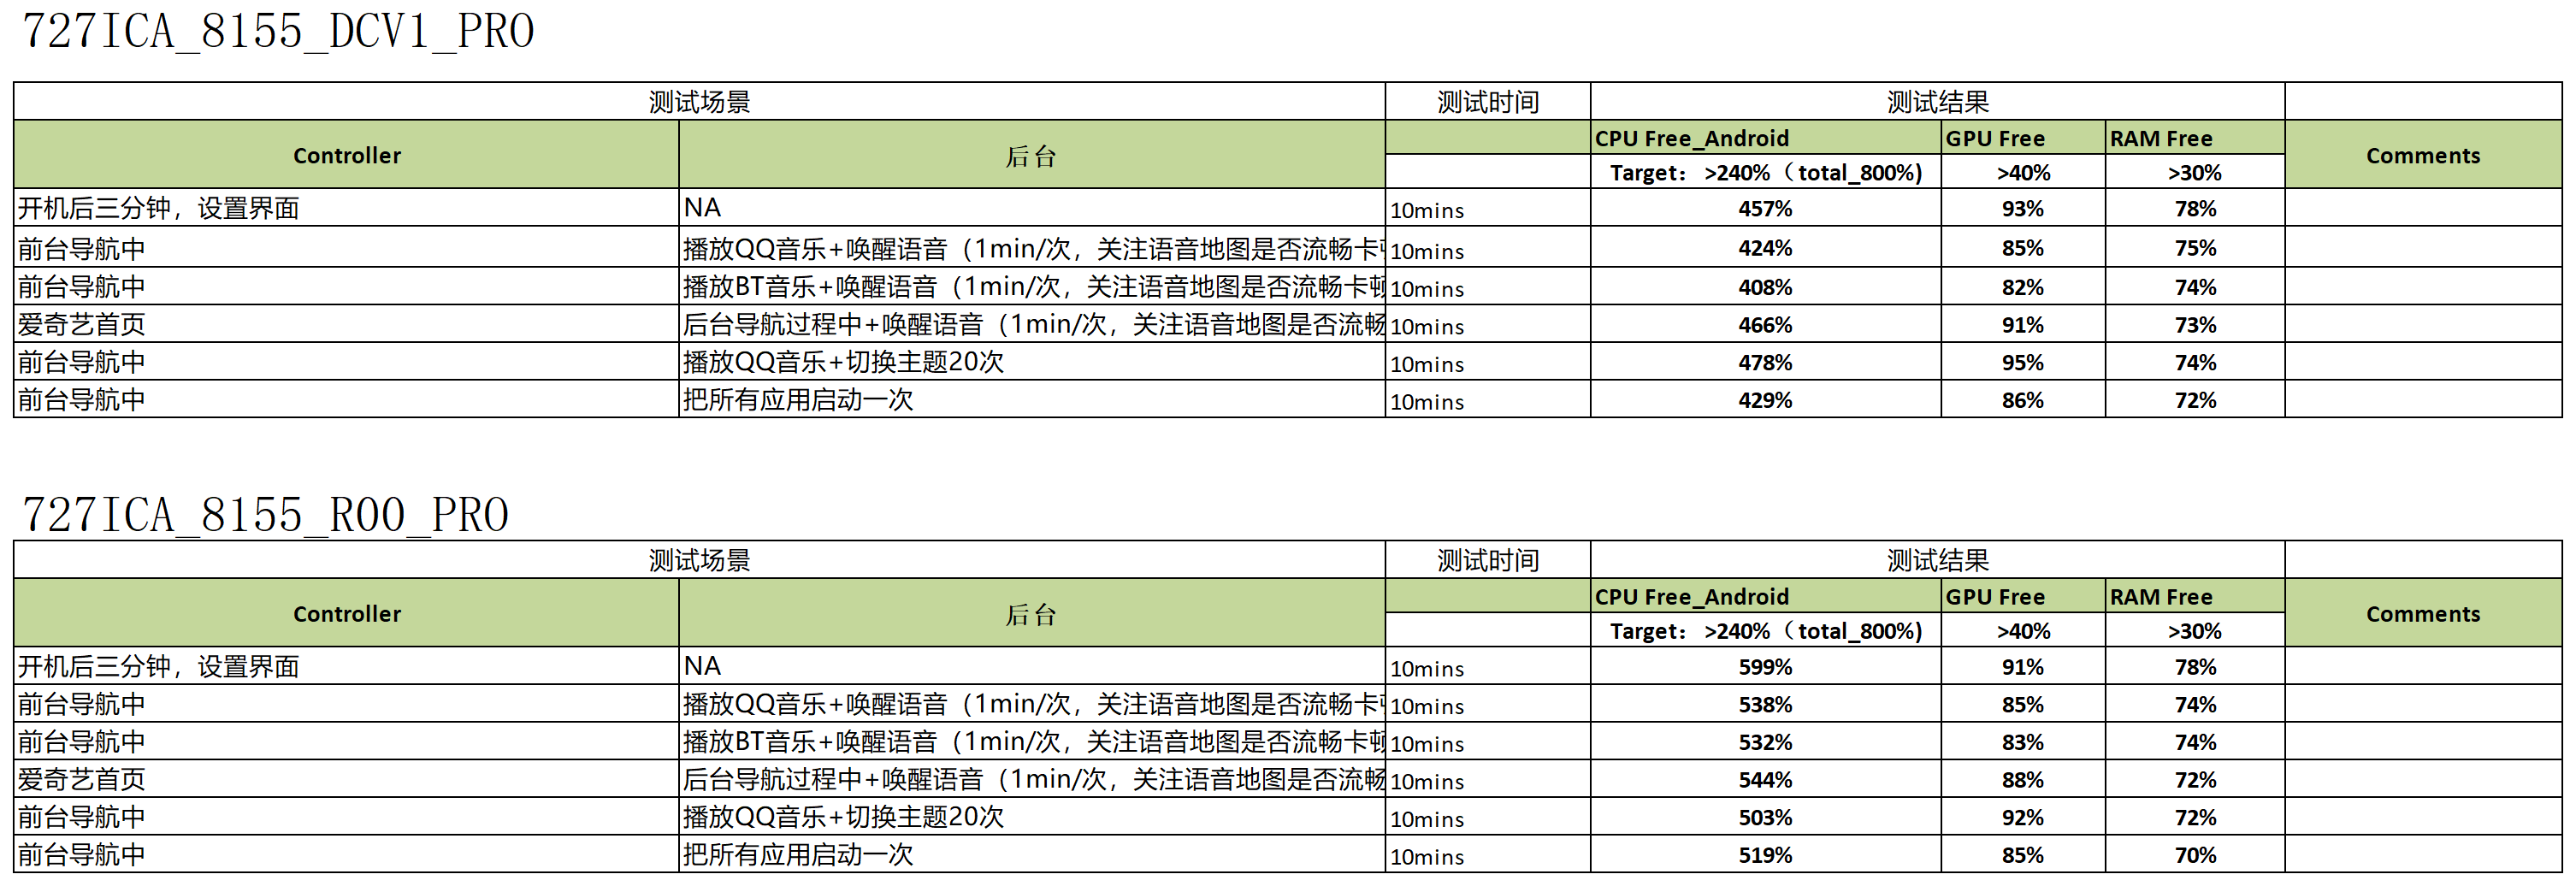 727ICA_8155_DCV1_PRO
测试场景 测试时间 测试结果
Controller 后台 CPU Free_Android GPU Free RAM Free Comments
Target: >240%（total_800%) >40% >30%
开机后三分钟，设置界面 NA 10mins 457% 93% 78%
前台导航中 播放QQ音乐+唤醒语音（1min/次，关注语音地图是否流畅卡 10mins 424% 85% 75%
前台导航中 播放BT音乐+唤醒语音（1min/次，关注语音地图是否流畅卡顿 10mins 408% 82% 74%
爱奇艺首页 后台导航过程中+唤醒语音（1min/次，关注语音地图是否流畅 10mins 466% 91% 73%
前台导航中 播放QQ音乐+切换主题20次 10mins 478% 95% 74%
前台导航中 把所有应用启动一次 10mins 429% 86% 72%
727ICA_8155_R00_PRO
测试场景 测试时间 测试结果
Controller 后台 CPU Free_Android GPU Free RAM Free Comments
Target: >240%（total_800%) >40% >30%
开机后三分钟，设置界面 NA 10mins 599% 91% 78%
前台导航中 播放QQ音乐+唤醒语音（1min/次，关注语音地图是否流畅卡 10mins 538% 85% 74%
前台导航中 播放BT音乐+唤醒语音（1min/次，关注语音地图是否流畅卡顿 10mins 532% 83% 74%
爱奇艺首页 后台导航过程中+唤醒语音（1min/次，关注语音地图是否流畅 10mins 544% 88% 72%
前台导航中 播放QQ音乐+切换主题20次 10mins 503% 92% 72%
前台导航中 把所有应用启动一次 10mins 519% 85% 70%